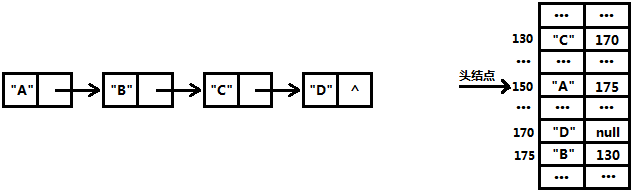 "A" "B" "C" "D" ^
头结点
... ...
130 "C" 170
... ...
150 "A" 175
... ...
170 "D" null
175 "B" 130
... ...